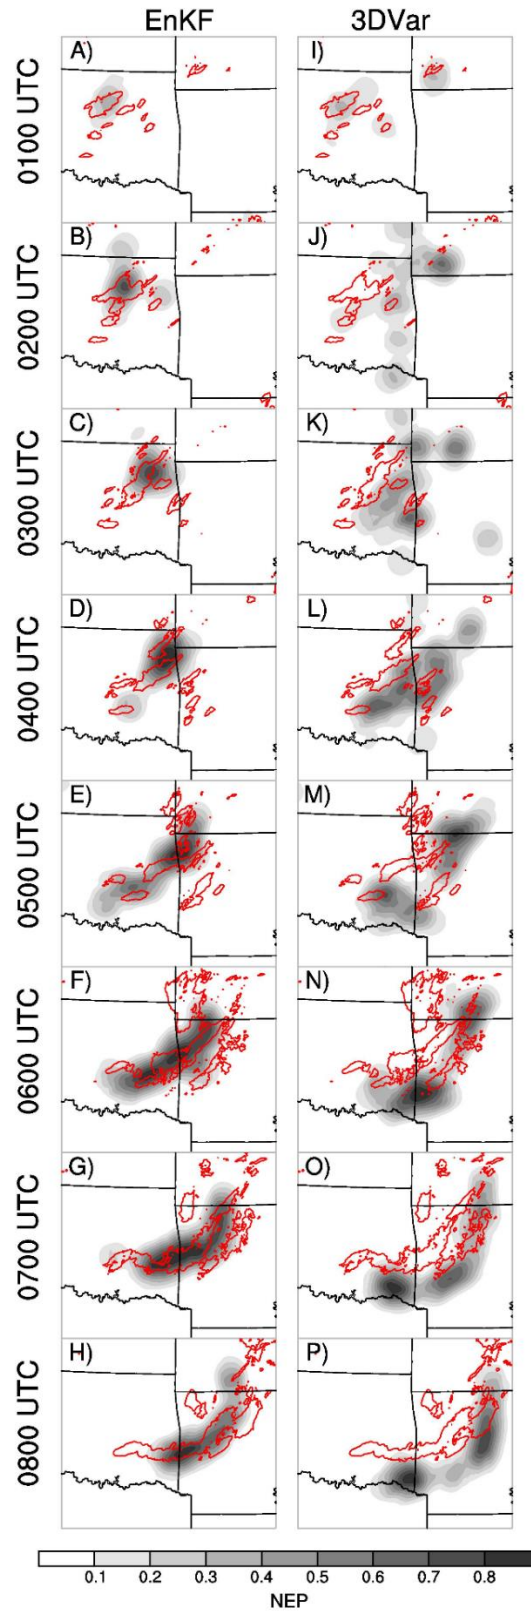 EnKF 3DVar
0100 UTC A) I)
0200 UTC B) J)
0300 UTC C) K)
0400 UTC D) L)
0500 UTC E) M)
0600 UTC F) N)
0700 UTC G) O)
0800 UTC H) P)
0.1 0.2 0.3 0.4 0.5 0.6 0.7 0.8
NEP